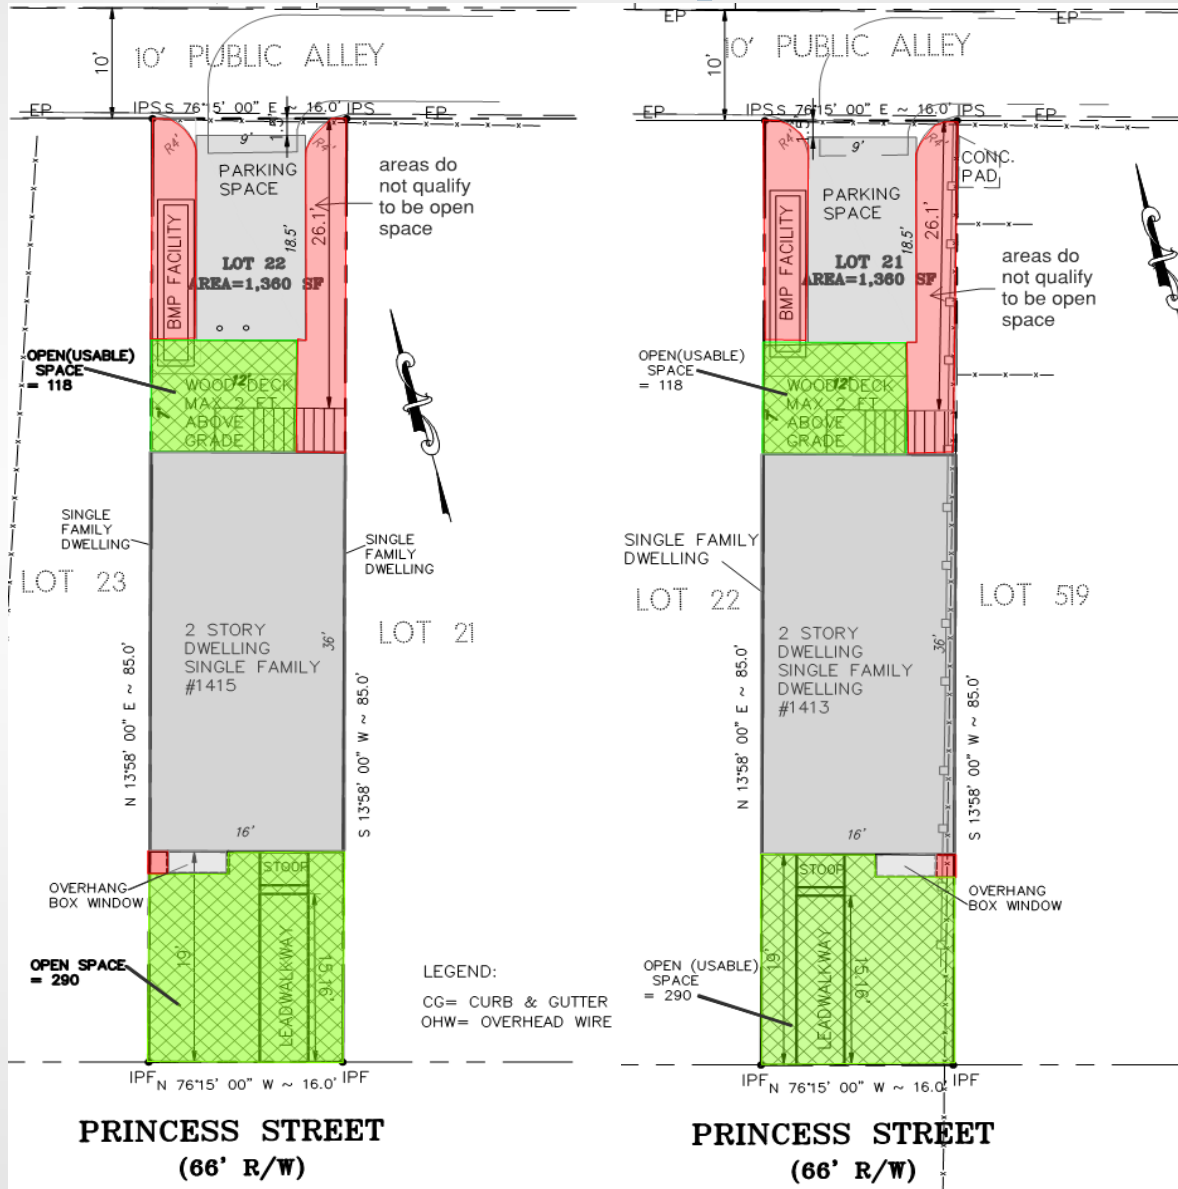 10' PUBLIC ALLEY
10'
EP
IPS
S 76°15' 00" E ~ 16.0'
IPS
EP
R4'
9'
1.5'
R4'
PARKING
SPACE
areas do
not qualify
to be open
space
18.5'
26.1'
BMP FACILITY
LOT 22
AREA=1,360 SF
OPEN(USABLE)
SPACE
= 118
WOOD DECK
12'
MAX 2 FT
ABOVE
GRADE
7'
SINGLE
FAMILY
DWELLING
SINGLE
FAMILY
DWELLING
LOT 23
LOT 21
2 STORY
DWELLING
SINGLE FAMILY
#1415
36'
N 13°58' 00" E ~ 85.0'
S 13°58' 00" W ~ 85.0'
16'
OVERHANG
BOX WINDOW
STOOP
OPEN SPACE
= 290
19'
LEADWALKWAY
15.16'
LEGEND:
CG= CURB & GUTTER
OHW= OVERHEAD WIRE
IPF
N 76°15' 00" W ~ 16.0'
IPF
PRINCESS STREET
(66' R/W)
EP
EP
10' PUBLIC ALLEY
10'
EP
IPS
S 76°15' 00" E ~ 16.0'
IPS
EP
R4'
9'
1.5'
R4'
CONC.
PAD
PARKING
SPACE
18.5'
26.1'
BMP FACILITY
LOT 21
AREA=1,360 SF
areas do
not qualify
to be open
space
OPEN(USABLE)
SPACE
= 118
WOOD DECK
12'
MAX 2 FT
ABOVE
GRADE
7'
SINGLE FAMILY
DWELLING
LOT 22
LOT 519
2 STORY
DWELLING
SINGLE FAMILY
DWELLING
#1413
36'
N 13°58' 00" E ~ 85.0'
S 13°58' 00" W ~ 85.0'
16'
STOOP
OVERHANG
BOX WINDOW
OPEN (USABLE)
SPACE
= 290
19'
LEADWALKWAY
15.16'
IPF
N 76°15' 00" W ~ 16.0'
IPF
PRINCESS STREET
(66' R/W)